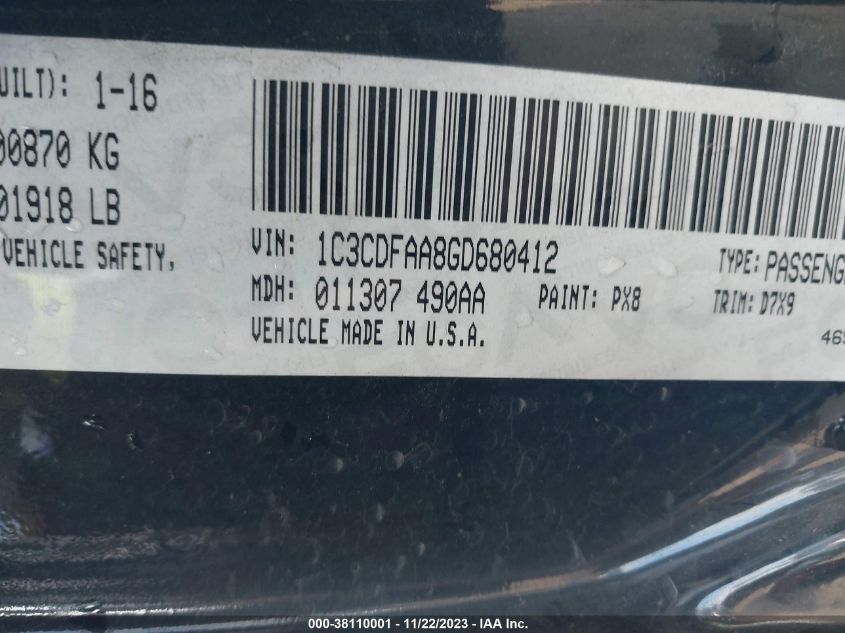 UILT): 1-16
00870 KG
01918 LB
VEHICLE SAFETY,
VIN: 1C3CDFAA8GD680412
TYPE: PASSENG
MDH: 011307 490AA PAINT: PX8 TRIM: D7X9
VEHICLE MADE IN U.S.A.
465
000-38110001 - 11/22/2023 - © IAA Inc.